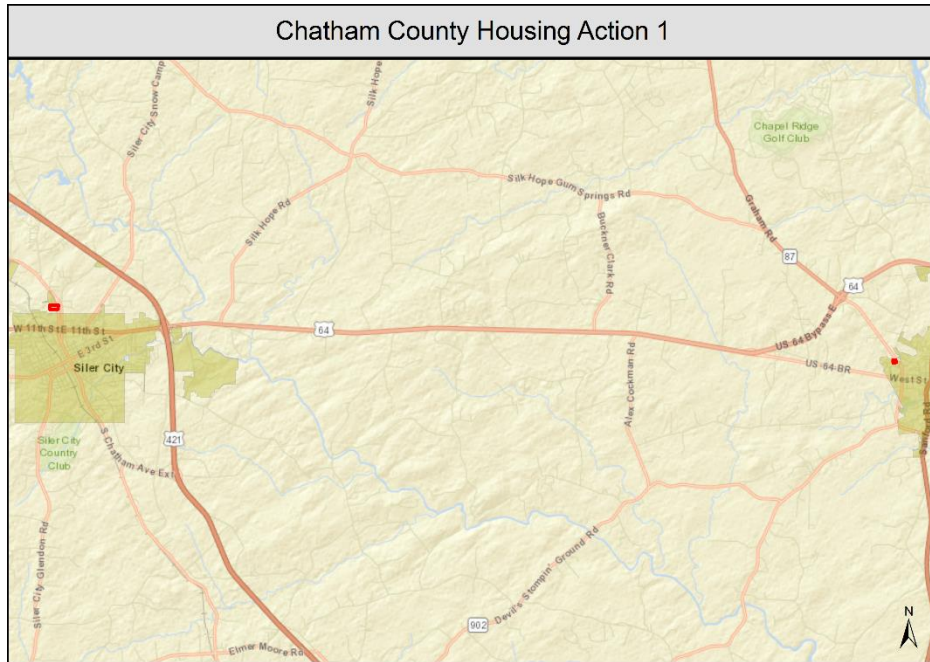 Chatham County Housing Action 1
Siler City Snow Camp
Silk Hope
Chapel Ridge
Golf Club
Silk Hope Gum Springs Rd
Silk Hope Rd
Buckner Clark Rd
Graham Rd
87
64
US 64 Bypass E
W 11th St
E 11th St
64
E 3rd St
Siler City
US-64-BR
West St
Alex Cockman Rd
Sanford Rd
421
Siler City
Country
Club
S Chatham Ave Ext
Siler City Glendon Rd
Devil's Stompin' Ground Rd
902
Elmer Moore Rd
N